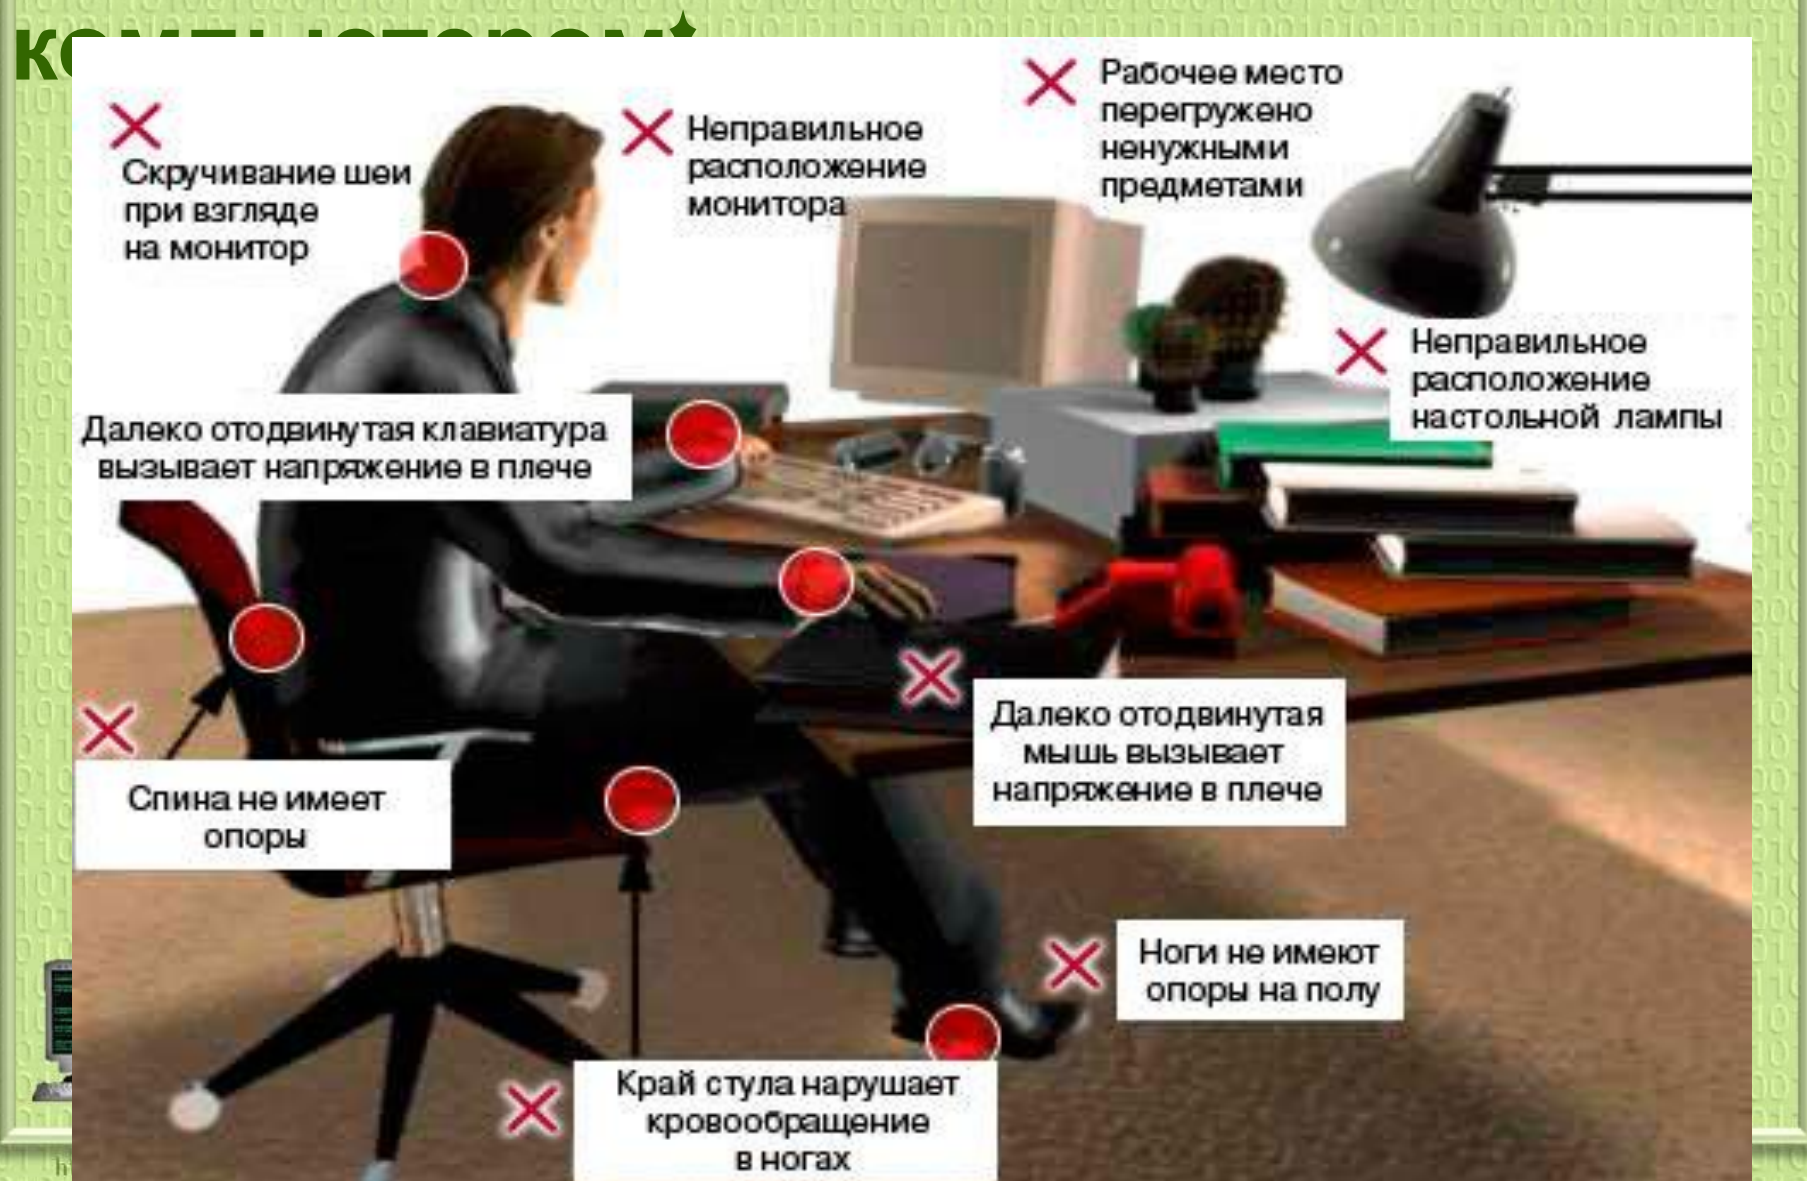 Скручивание шеи
при взгляде
на монитор
Неправильное
расположение
монитора
Рабочее место
перегружено
ненужными
предметами
Неправильное
расположение
настольной лампы
Далеко отодвинутая клавиатура
вызывает напряжение в плече
Далеко отодвинутая
мышь вызывает
напряжение в плече
Спина не имеет
опоры
Ноги не имеют
опоры на полу
Край стула нарушает
кровообращение
в ногах